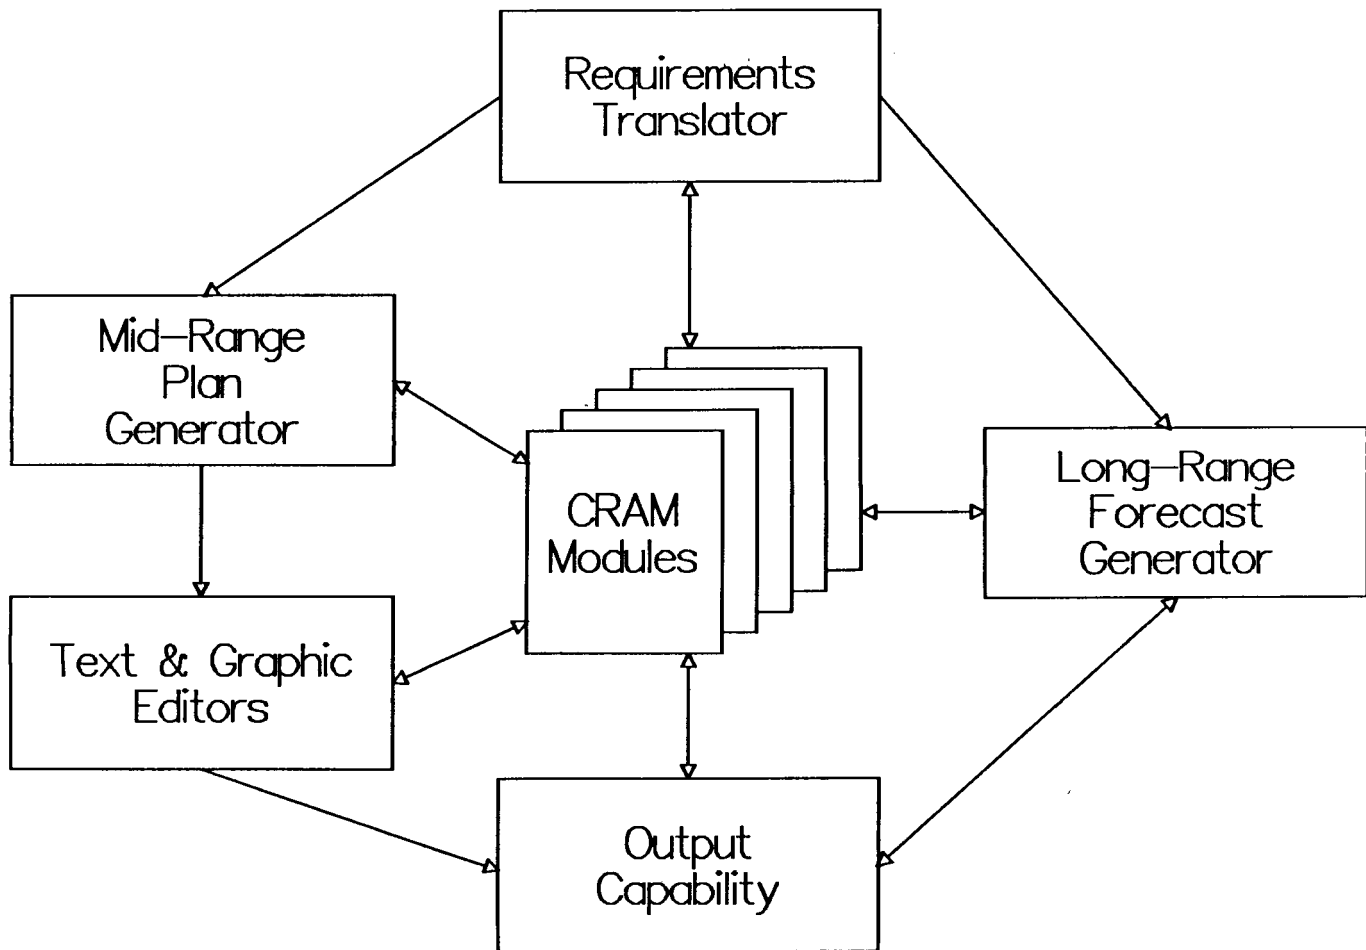 Requirements
Translator
Mid-Range
Plan
Generator
CRAM
Modules
Long-Range
Forecast
Generator
Text & Graphic
Editors
Output
Capability